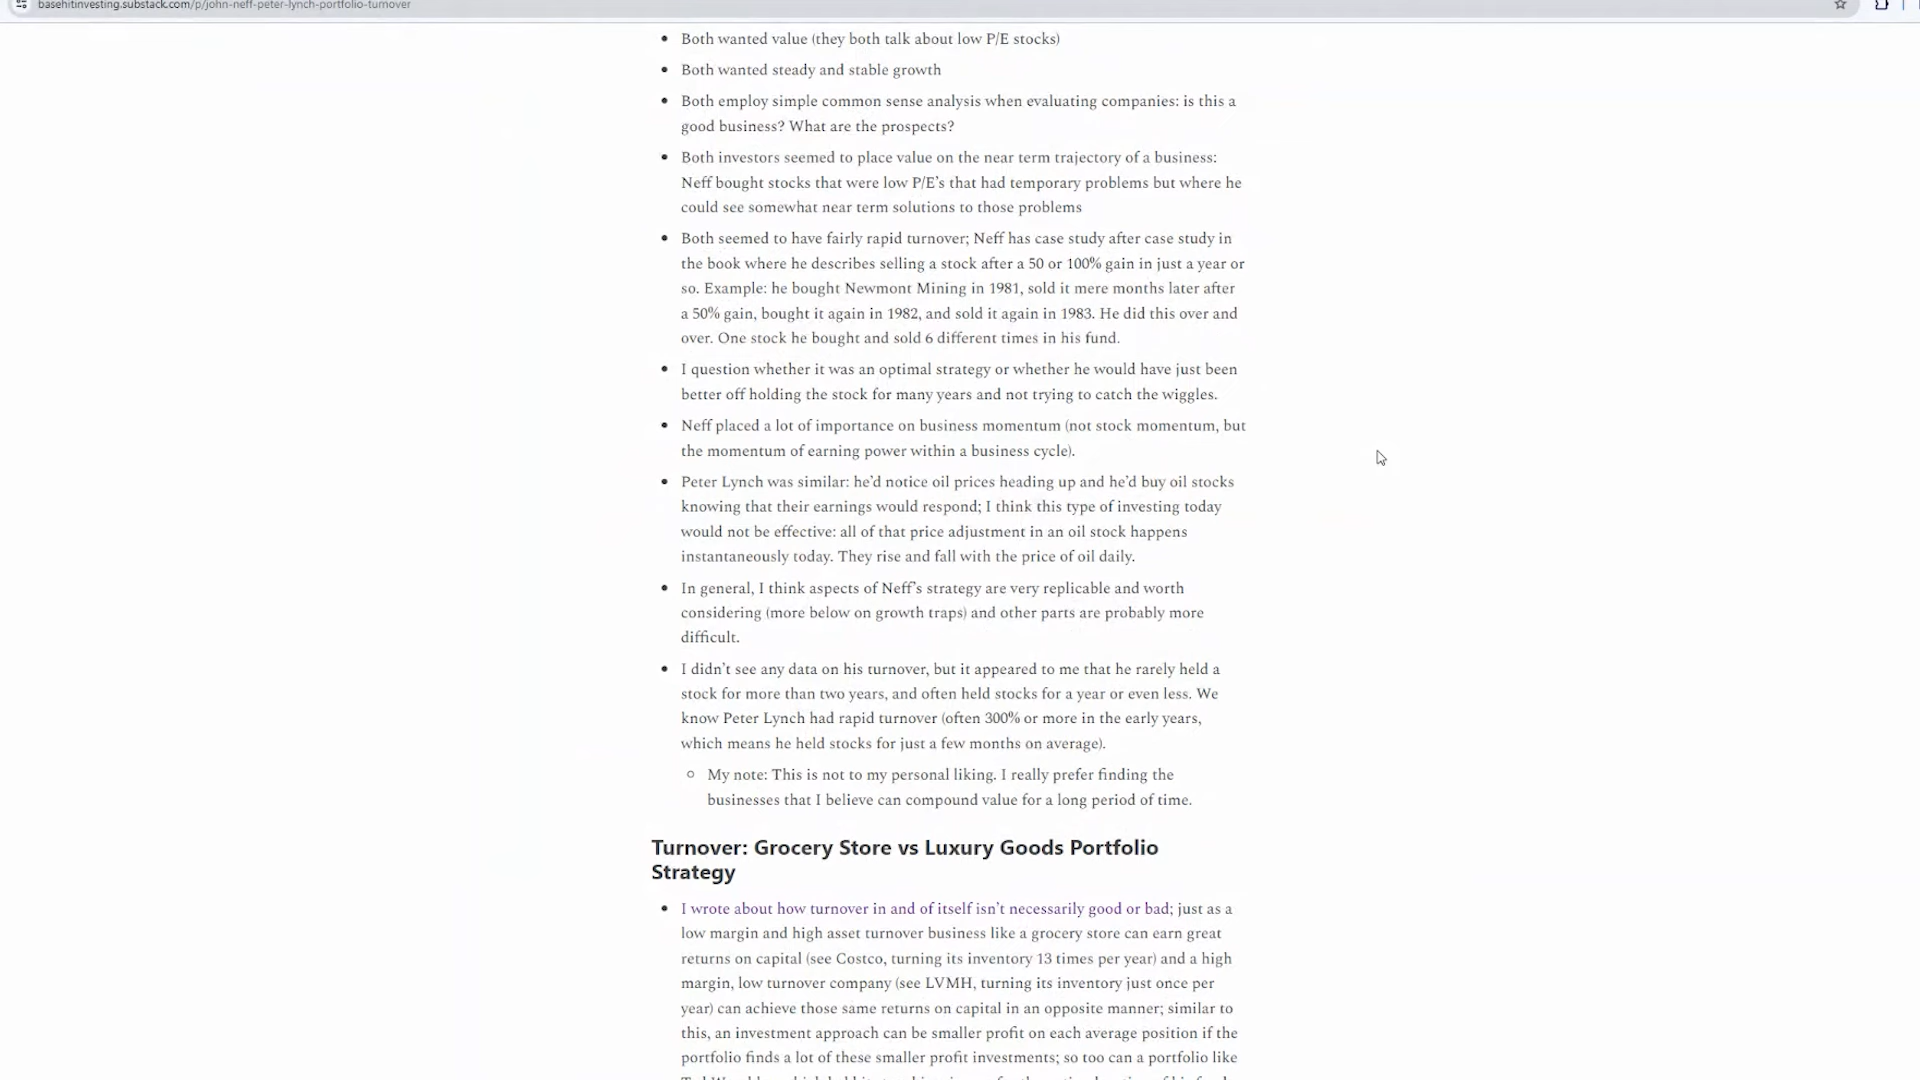 basehitinvesting.substack.com/p/john-neff-peter-lynch-portfolio-turnover
Both wanted value (they both talk about low P/E stocks)
Both wanted steady and stable growth
Both employ simple common sense analysis when evaluating companies: is this a
good business? What are the prospects?
Both investors seemed to place value on the near term trajectory of a business:
Neff bought stocks that were low P/E’s that had temporary problems but where he
could see somewhat near term solutions to those problems
Both seemed to have fairly rapid turnover; Neff has case study after case study in
the book where he describes selling a stock after a 50 or 100% gain in just a year or
so. Example: he bought Newmont Mining in 1981, sold it mere months later after
a 50% gain, bought it again in 1982, and sold it again in 1983. He did this over and
over. One stock he bought and sold 6 different times in his fund.
I question whether it was an optimal strategy or whether he would have just been
better off holding the stock for many years and not trying to catch the wiggles.
Neff placed a lot of importance on business momentum (not stock momentum, but
the momentum of earning power within a business cycle).
Peter Lynch was similar: he’d notice oil prices heading up and he’d buy oil stocks
knowing that their earnings would respond; I think this type of investing today
would not be effective: all of that price adjustment in an oil stock happens
instantaneously today. They rise and fall with the price of oil daily.
In general, I think aspects of Neff’s strategy are very replicable and worth
considering (more below on growth traps) and other parts are probably more
difficult.
I didn’t see any data on his turnover, but it appeared to me that he rarely held a
stock for more than two years, and often held stocks for a year or even less. We
know Peter Lynch had rapid turnover (often 300% or more in the early years,
which means he held stocks for just a few months on average).
My note: This is not to my personal liking. I really prefer finding the
businesses that I believe can compound value for a long period of time.
Turnover: Grocery Store vs Luxury Goods Portfolio
Strategy
I wrote about how turnover in and of itself isn’t necessarily good or bad; just as a
low margin and high asset turnover business like a grocery store can earn great
returns on capital (see Costco, turning its inventory 13 times per year) and a high
margin, low turnover company (see LVMH, turning its inventory just once per
year) can achieve those same returns on capital in an opposite manner; similar to
this, an investment approach can be smaller profit on each average position if the
portfolio finds a lot of these smaller profit investments; so too can a portfolio like